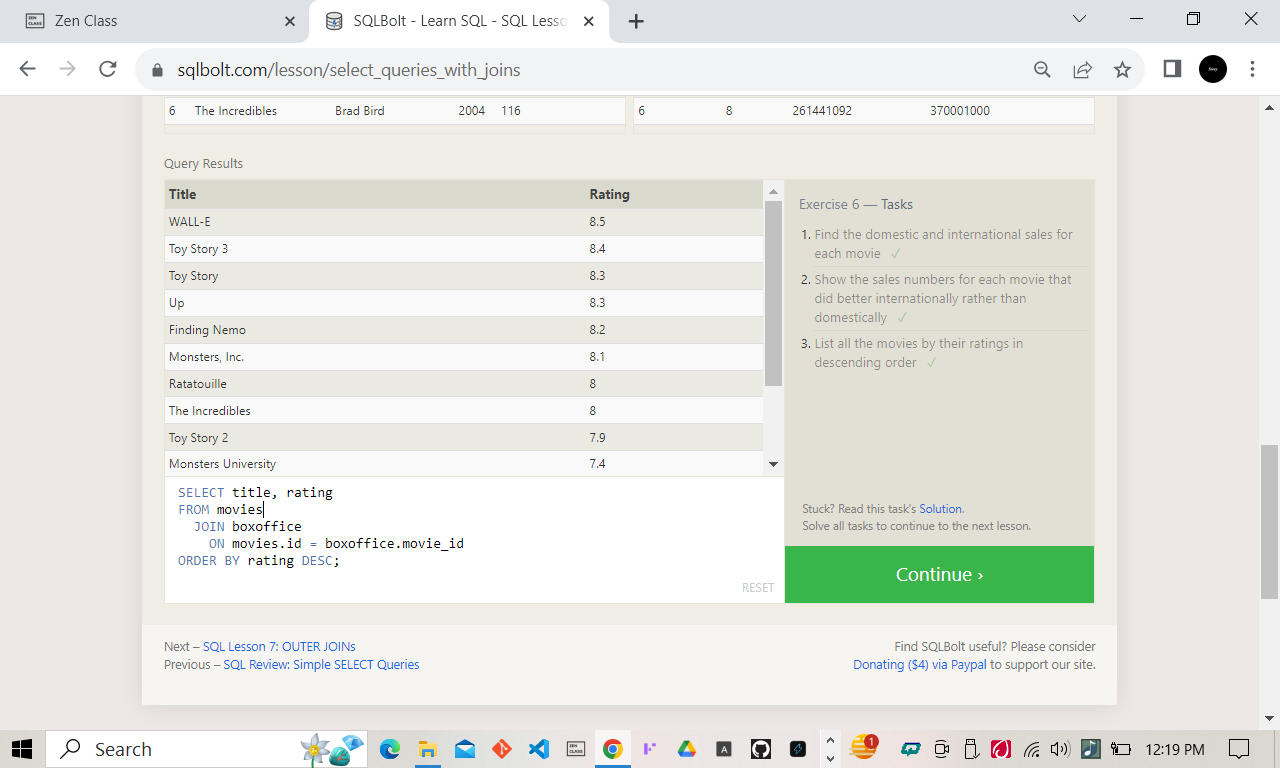 Zen Class
SQLBolt - Learn SQL - SQL Lesso
sqlbolt.com/lesson/select_queries_with_joins
6 The Incredibles Brad Bird 2004 116 6 8 261441092 370001000
Query Results
Title Rating
WALL-E 8.5
Toy Story 3 8.4
Toy Story 8.3
Up 8.3
Finding Nemo 8.2
Monsters, Inc. 8.1
Ratatouille 8
The Incredibles 8
Toy Story 2 7.9
Monsters University 7.4
SELECT title, rating
FROM movies
JOIN boxoffice
ON movies.id = boxoffice.movie_id
ORDER BY rating DESC;
RESET
Exercise 6 — Tasks
1. Find the domestic and international sales for
each movie ✓
2. Show the sales numbers for each movie that
did better internationally rather than
domestically ✓
3. List all the movies by their ratings in
descending order ✓
Stuck? Read this task's Solution.
Solve all tasks to continue to the next lesson.
Continue ›
Next – SQL Lesson 7: OUTER JOINs
Previous – SQL Review: Simple SELECT Queries
Find SQLBolt useful? Please consider
Donating ($4) via Paypal to support our site.
Search
1
12:19 PM